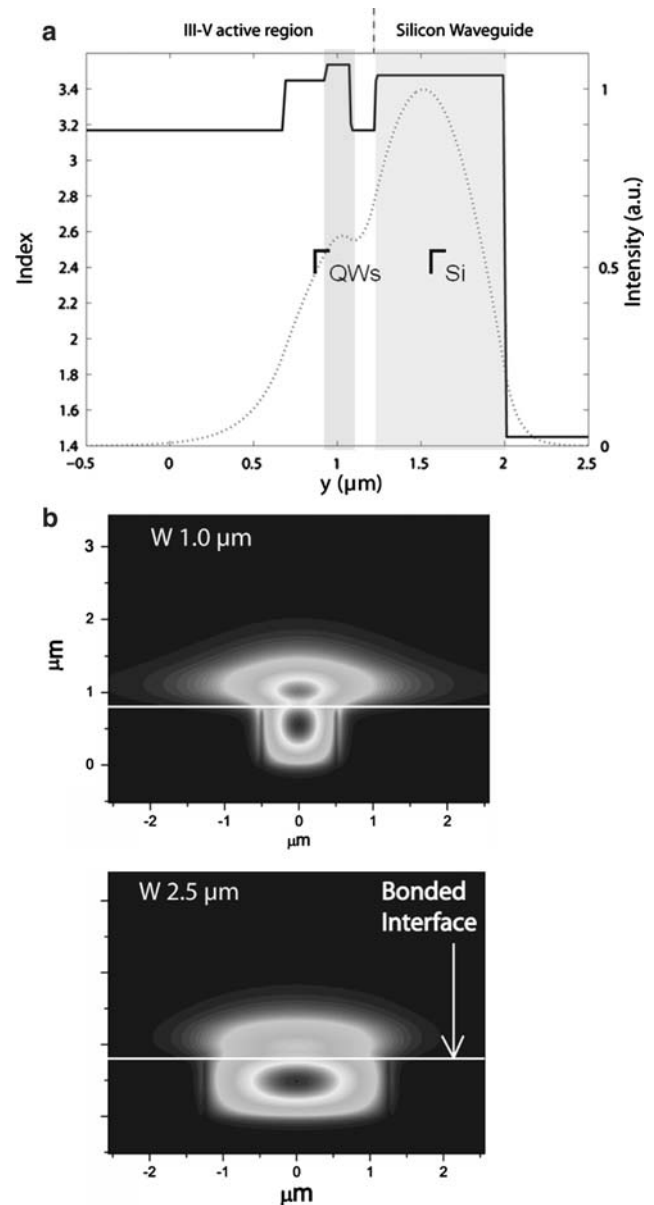 a
III-V active region
Silicon Waveguide
3.4
3.2
3
2.8
2.6
2.4
2.2
2
1.8
1.6
1.4
Index
1
0.5
0
Intensity (a.u.)
Γ QWs
Γ Si
−0.5 0 0.5 1 1.5 2 2.5
y (μm)
b
W 1.0 μm
3
2
1
0
μm
-2 -1 0 1 2
μm
W 2.5 μm
Bonded
Interface
-2 -1 0 1 2
μm